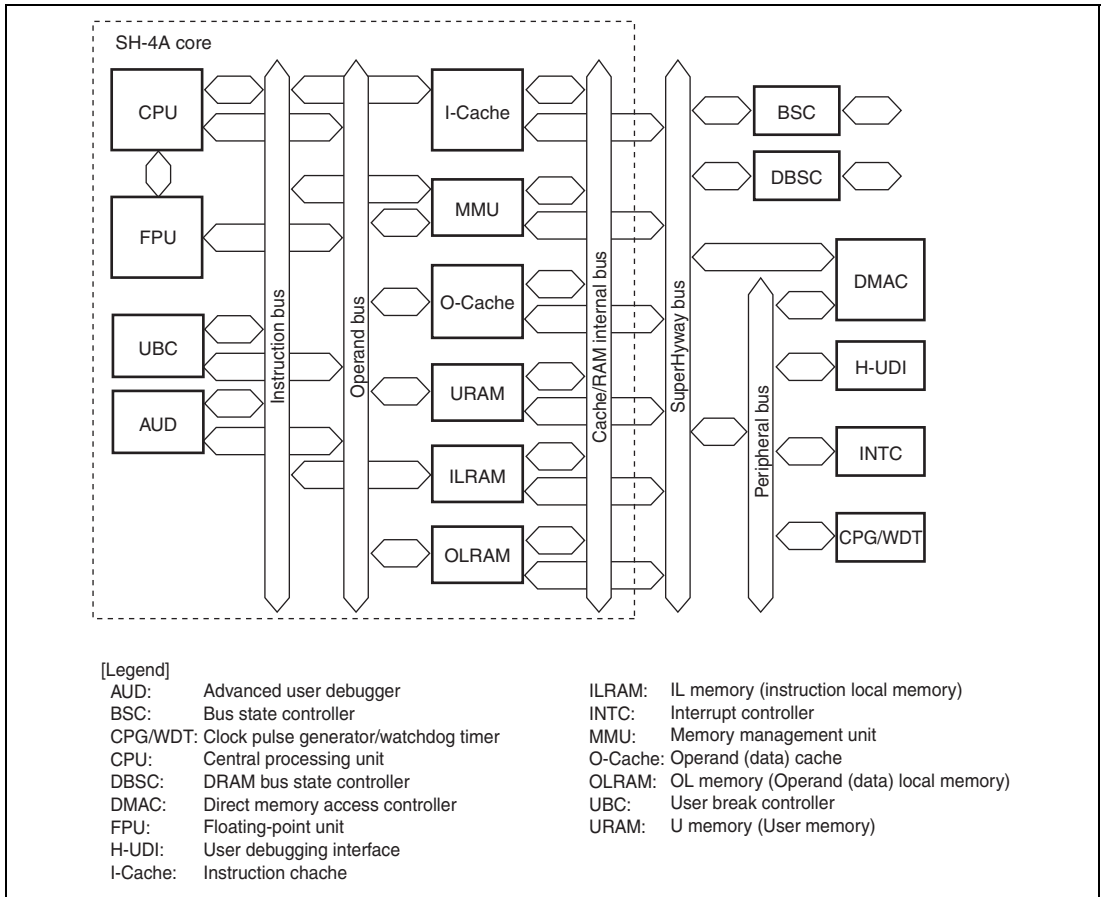 SH-4A core
CPU
I-Cache
BSC
DBSC
MMU
FPU
DMAC
O-Cache
UBC
H-UDI
URAM
AUD
INTC
ILRAM
CPG/WDT
OLRAM
Instruction bus
Operand bus
Cache/RAM internal bus
SuperHyway bus
Peripheral bus
[Legend]
AUD: Advanced user debugger
BSC: Bus state controller
CPG/WDT: Clock pulse generator/watchdog timer
CPU: Central processing unit
DBSC: DRAM bus state controller
DMAC: Direct memory access controller
FPU: Floating-point unit
H-UDI: User debugging interface
I-Cache: Instruction chache
ILRAM: IL memory (instruction local memory)
INTC: Interrupt controller
MMU: Memory management unit
O-Cache: Operand (data) cache
OLRAM: OL memory (Operand (data) local memory)
UBC: User break controller
URAM: U memory (User memory)